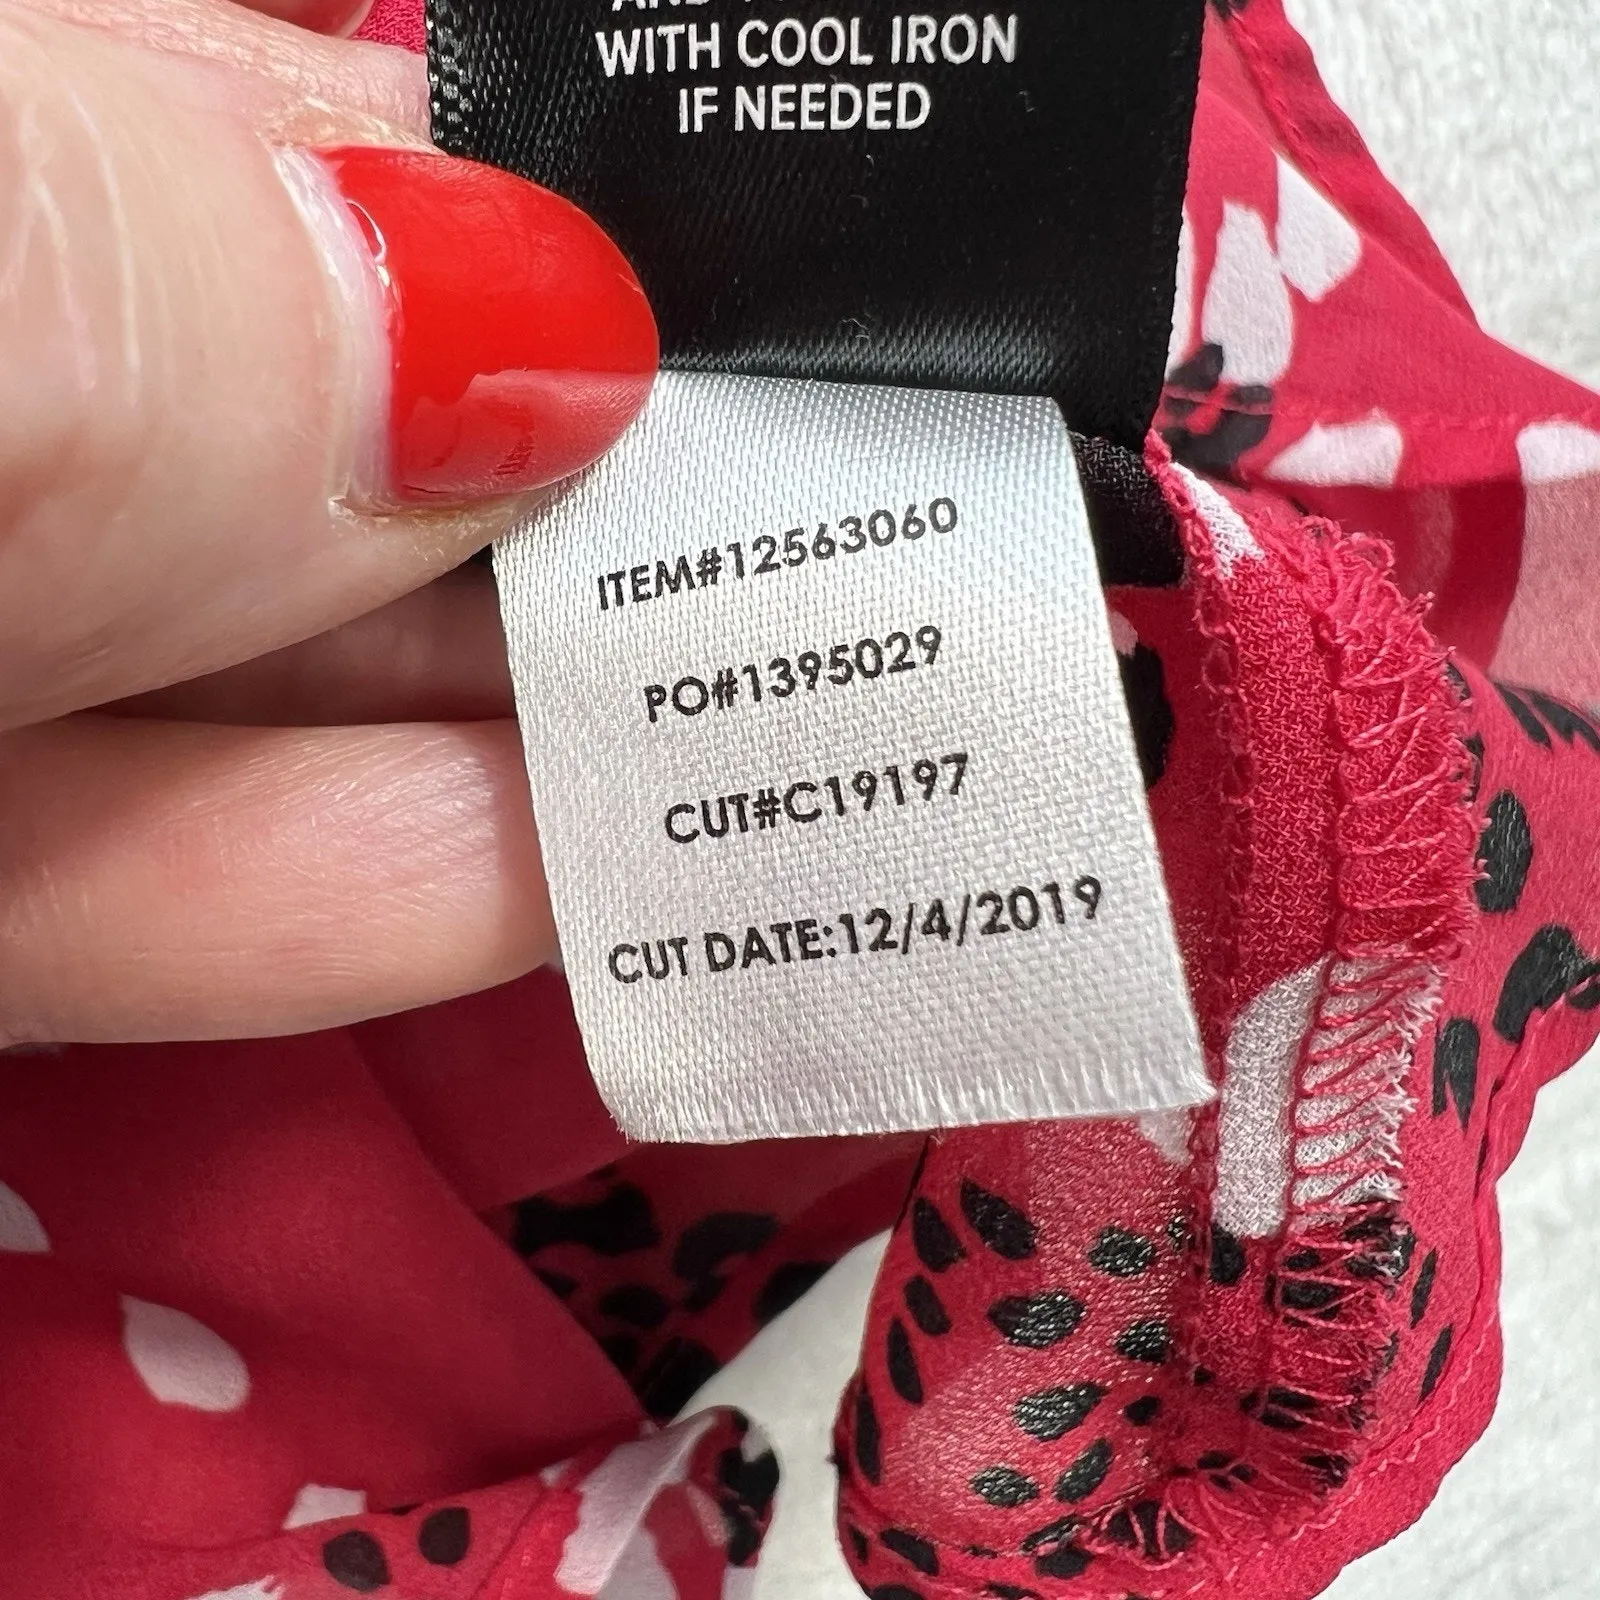 WITH COOL IRON
IF NEEDED
ITEM#12563060
PO#1395029
CUT#C19197
CUT DATE:12/4/2019